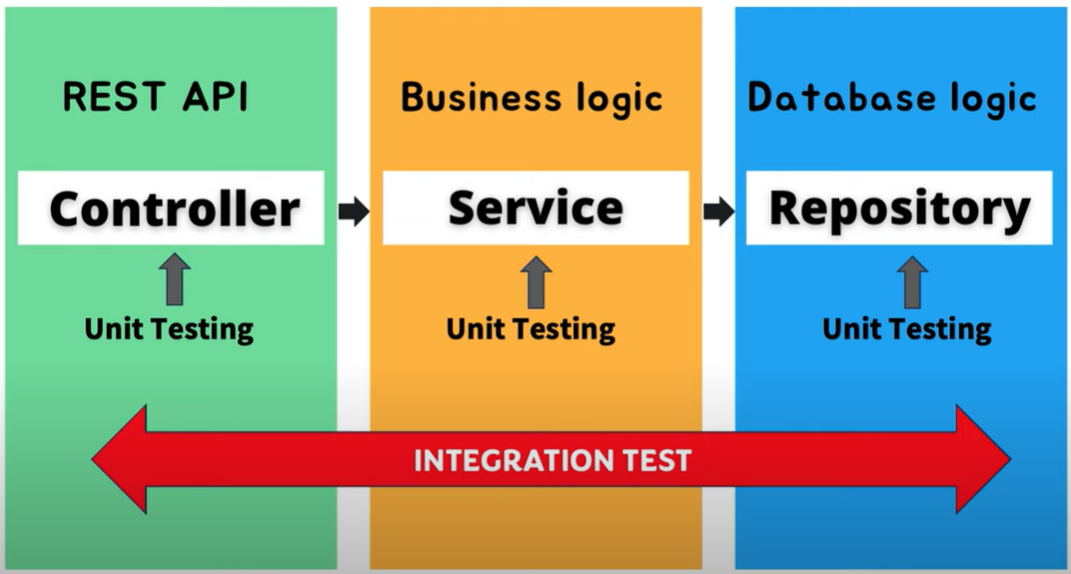 REST API
Business logic
Database logic
Controller
Service
Repository
Unit Testing
Unit Testing
Unit Testing
INTEGRATION TEST